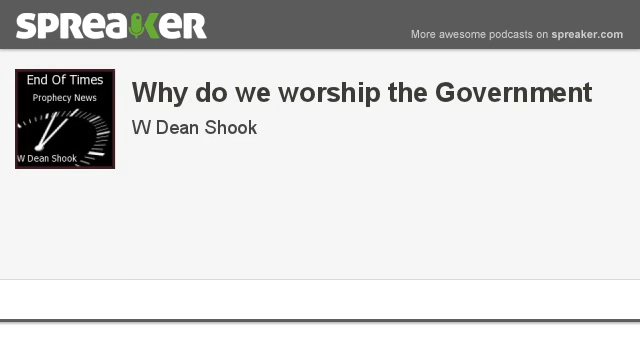 SPREAKER
More awesome podcasts on spreaker.com
End Of Times
Prophecy News
W Dean Shook
Why do we worship the Government
W Dean Shook